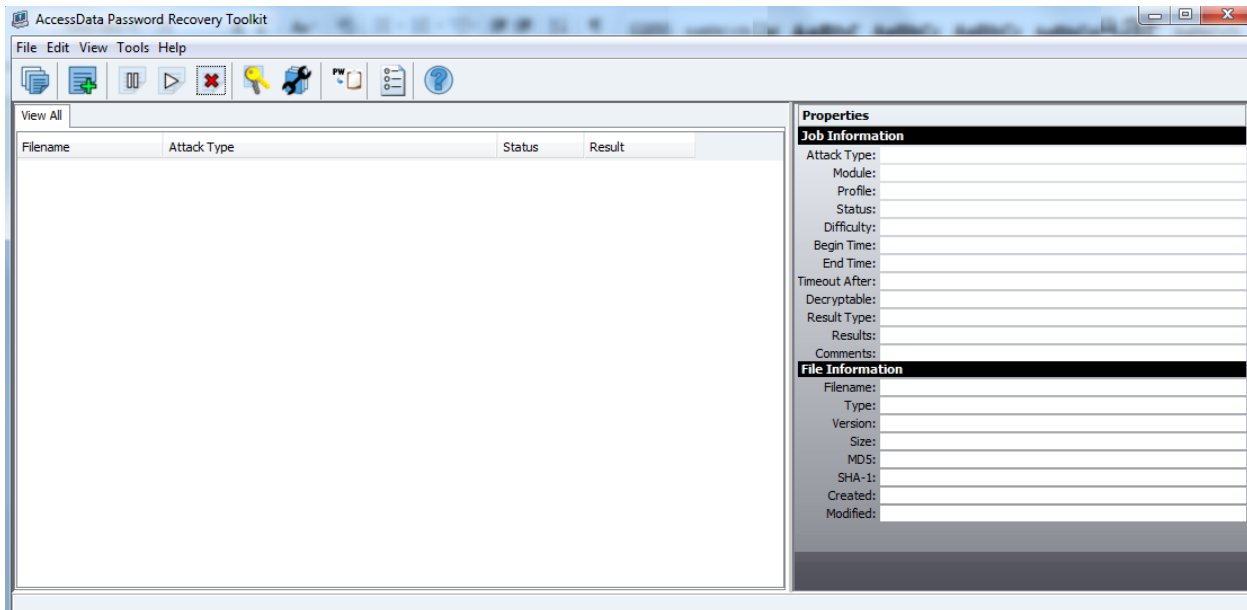 AccessData Password Recovery Toolkit
File Edit View Tools Help
PW
View All
Filename Attack Type Status Result
Properties
Job Information
Attack Type:
Module:
Profile:
Status:
Difficulty:
Begin Time:
End Time:
Timeout After:
Decryptable:
Result Type:
Results:
Comments:
File Information
Filename:
Type:
Version:
Size:
MD5:
SHA-1:
Created:
Modified: